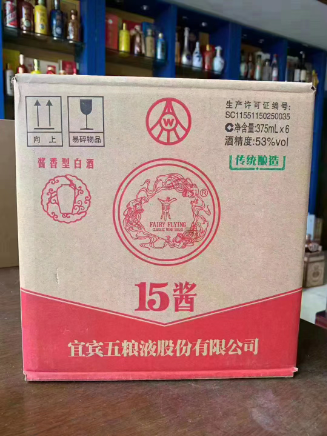 向 上
易碎物品
生产许可证编号:
SC11551150250035
净含量:375mL x 6
酒精度:53%vol
酱香型白酒
传统酿造
FAIRY FLYING
15酱
宜宾五粮液股份有限公司